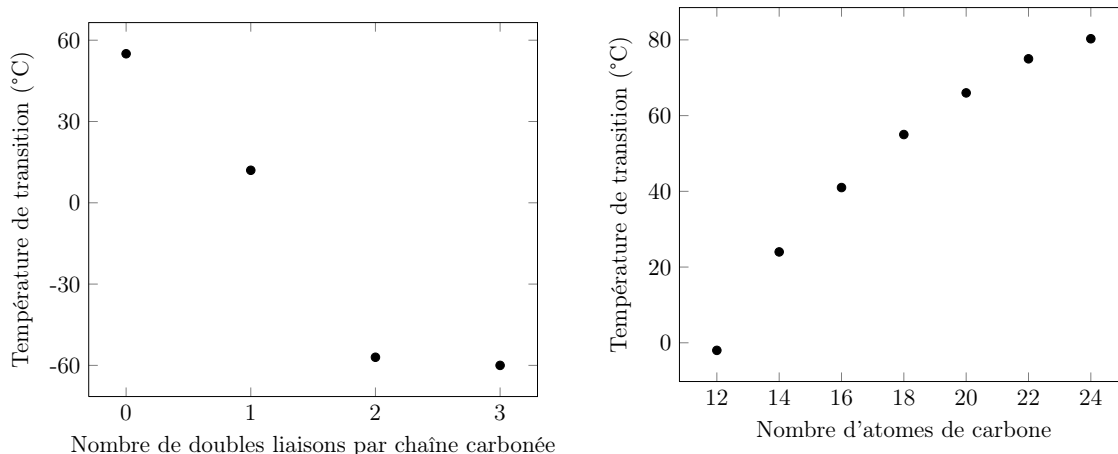 Température de transition (°C)
60
30
0
-30
-60
0 1 2 3
Nombre de doubles liaisons par chaîne carbonée
Température de transition (°C)
80
60
40
20
0
12 14 16 18 20 22 24
Nombre d'atomes de carbone